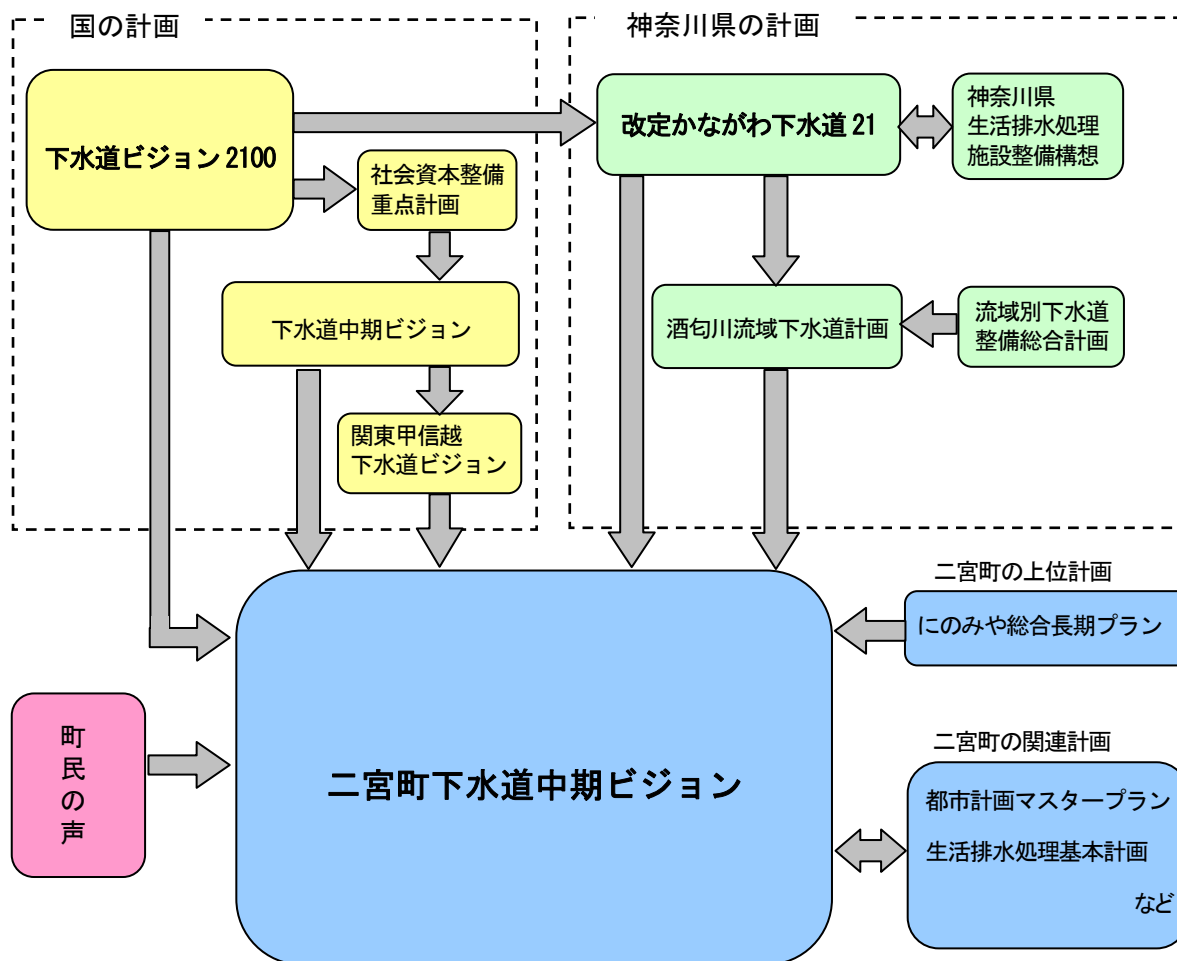 国の計画
下水道ビジョン2100
社会資本整備
重点計画
下水道中期ビジョン
関東甲信越
下水道ビジョン
神奈川県の計画
改定かながわ下水道21
神奈川県
生活排水処理
施設整備構想
酒匂川流域下水道計画
流域別下水道
整備総合計画
町民の声
二宮町下水道中期ビジョン
二宮町の上位計画
にのみや総合長期プラン
二宮町の関連計画
都市計画マスタープラン
生活排水処理基本計画
など